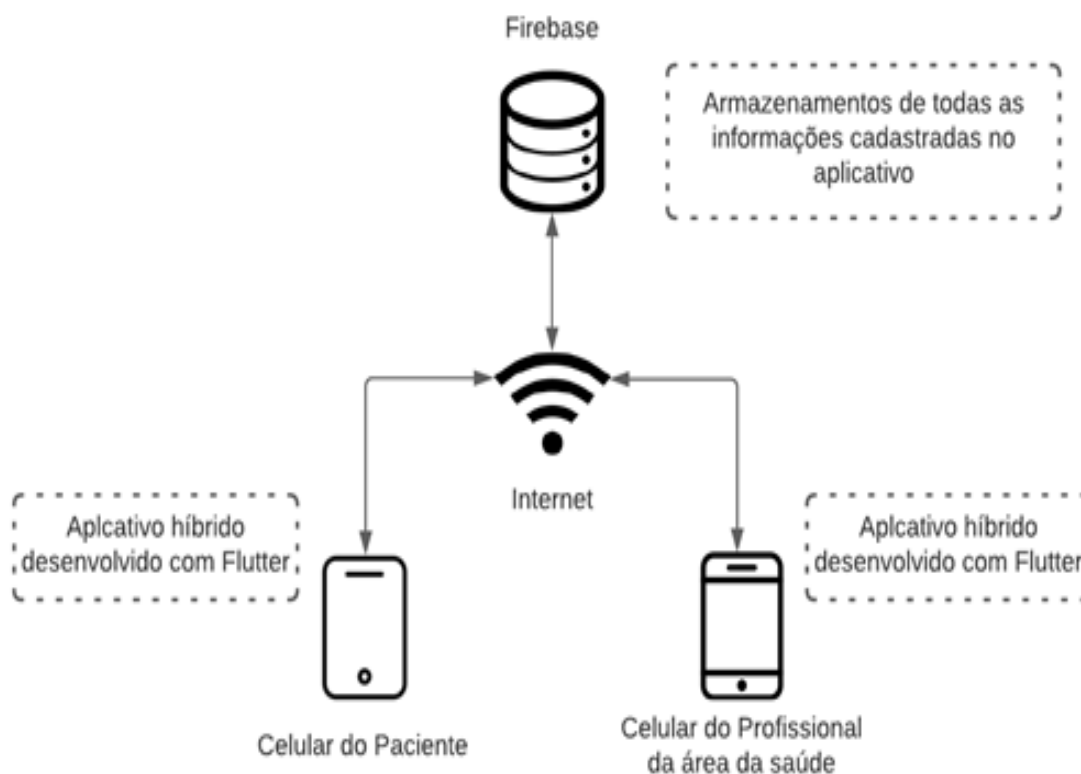 Firebase
Armazenamentos de todas as
informações cadastradas no
aplicativo
Internet
Aplcativo híbrido
desenvolvido com Flutter
Aplcativo híbrido
desenvolvido com Flutter
Celular do Paciente
Celular do Profissional
da área da saúde